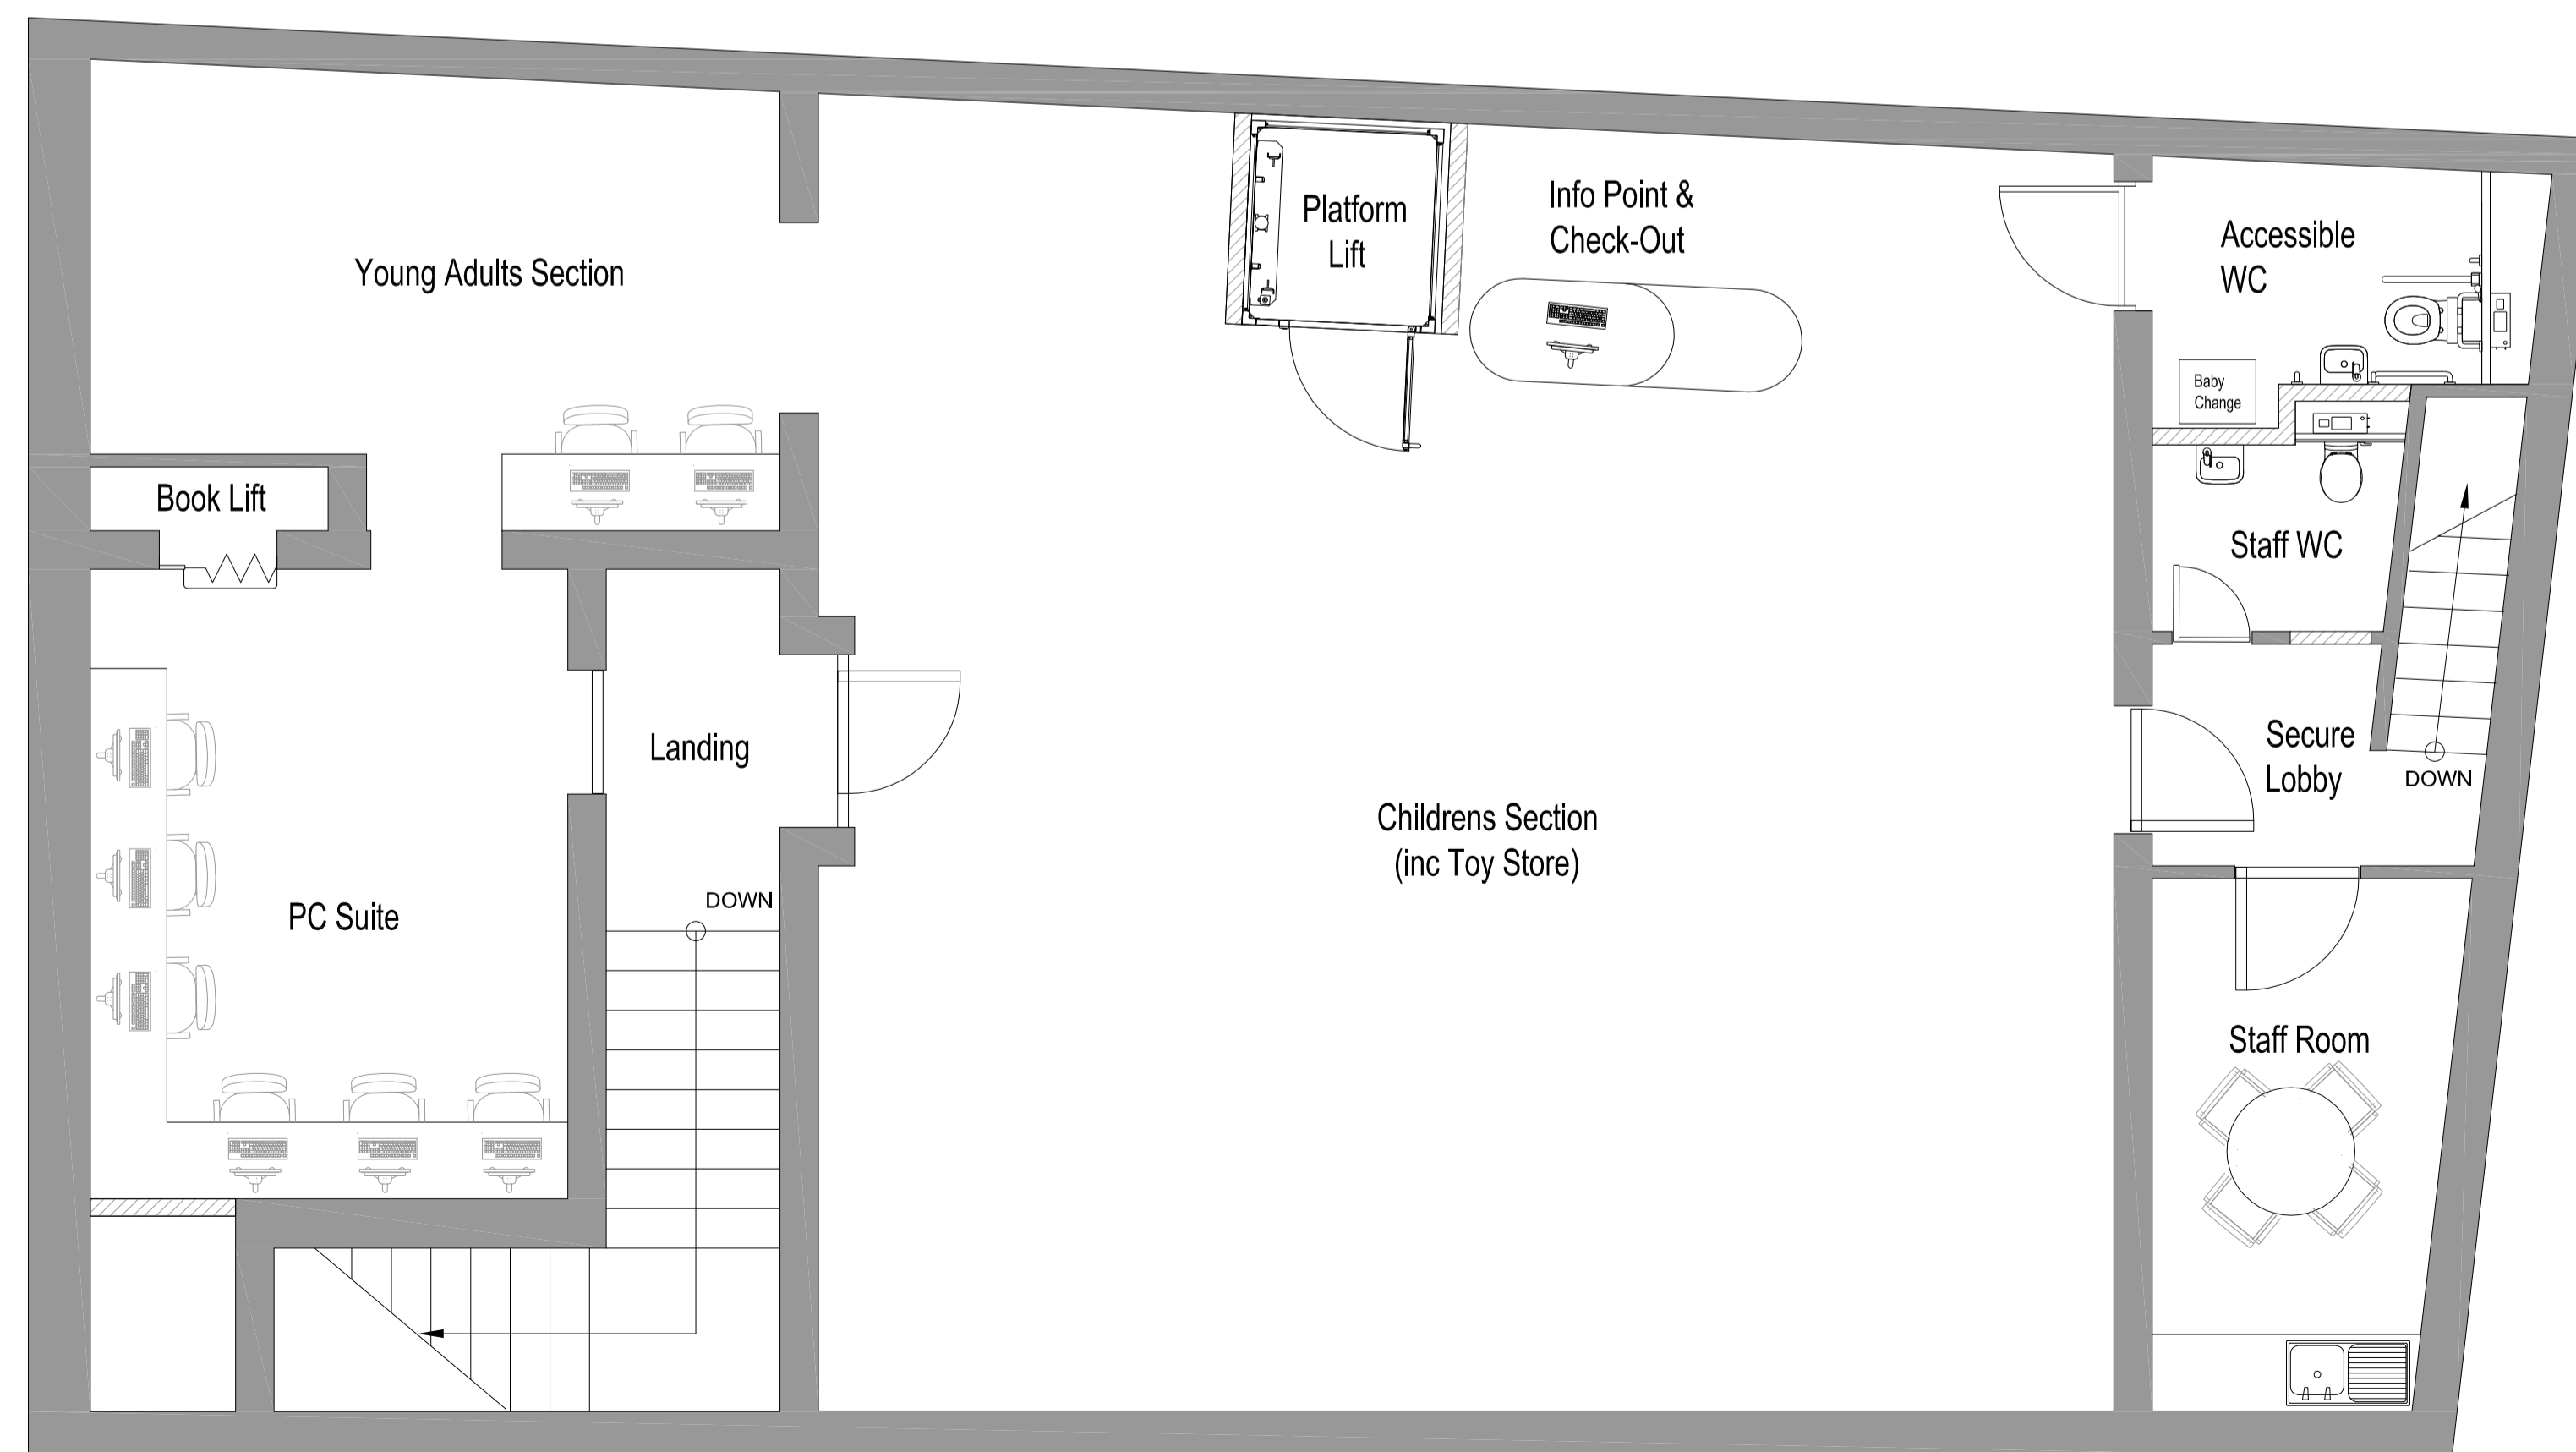 Young Adults Section
Platform
Lift
Info Point &
Check-Out
Accessible
WC
Baby
Change
Book Lift
Staff WC
Landing
Secure
Lobby
DOWN
Childrens Section
(inc Toy Store)
DOWN
PC Suite
Staff Room